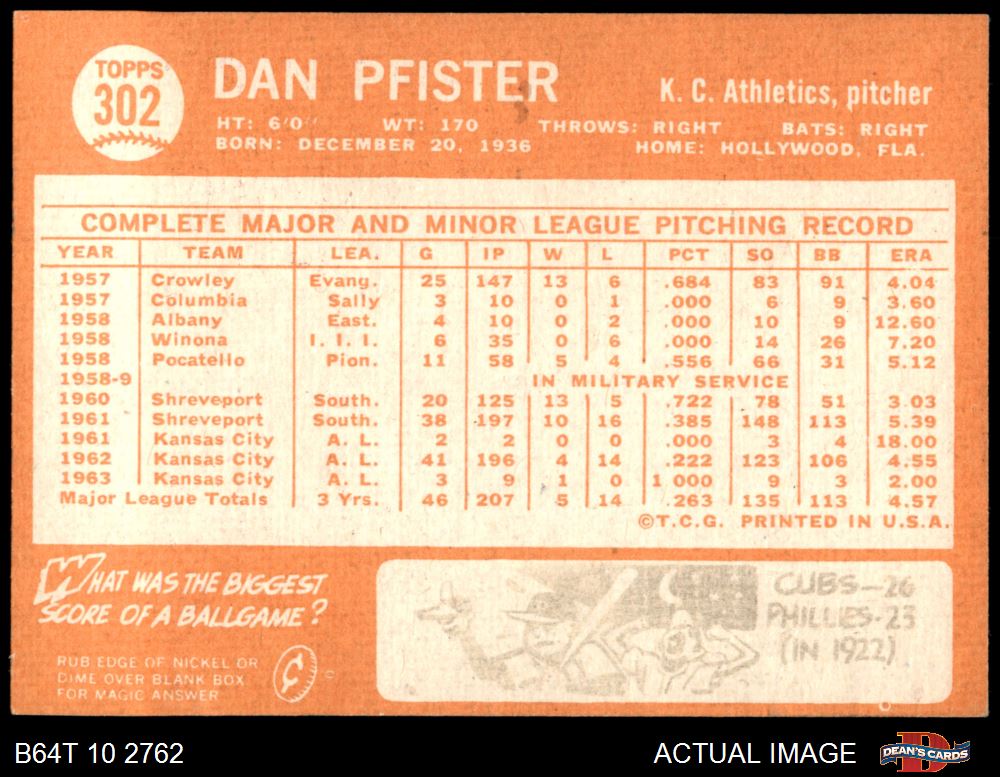 TOPPS
302
DAN PFISTER
K. C. Athletics, pitcher
HT: 6'0" WT: 170 THROWS: RIGHT BATS: RIGHT
BORN: DECEMBER 20, 1936 HOME: HOLLYWOOD, FLA.
COMPLETE MAJOR AND MINOR LEAGUE PITCHING RECORD
YEAR TEAM LEA. G IP W L PCT SO BB ERA
1957 Crowley Evang. 25 147 13 6 .684 83 91 4.04
1957 Columbia Sally 3 10 0 1 .000 6 9 3.60
1958 Albany East. 4 10 0 2 .000 10 9 12.60
1958 Winona I. I. I. 6 35 0 6 .000 14 26 7.20
1958 Pocatello Pion. 11 58 5 4 .556 66 31 5.12
1958-9 IN MILITARY SERVICE
1960 Shreveport South. 20 125 13 5 .722 78 51 3.03
1961 Shreveport South. 38 197 10 16 .385 148 113 5.39
1961 Kansas City A. L. 2 2 0 0 .000 3 4 18.00
1962 Kansas City A. L. 41 196 4 14 .222 123 106 4.55
1963 Kansas City A. L. 3 9 1 0 1 000 9 3 2.00
Major League Totals 3 Yrs. 46 207 5 14 .263 135 113 4.57
©T.C.G. PRINTED IN U.S.A.
WHAT WAS THE BIGGEST
SCORE OF A BALLGAME?
RUB EDGE OF NICKEL OR
DIME OVER BLANK BOX
FOR MAGIC ANSWER
CUBS-26
PHILLIES-23
(IN 1922)
B64T 10 2762
ACTUAL IMAGE
DEAN'S CARDS